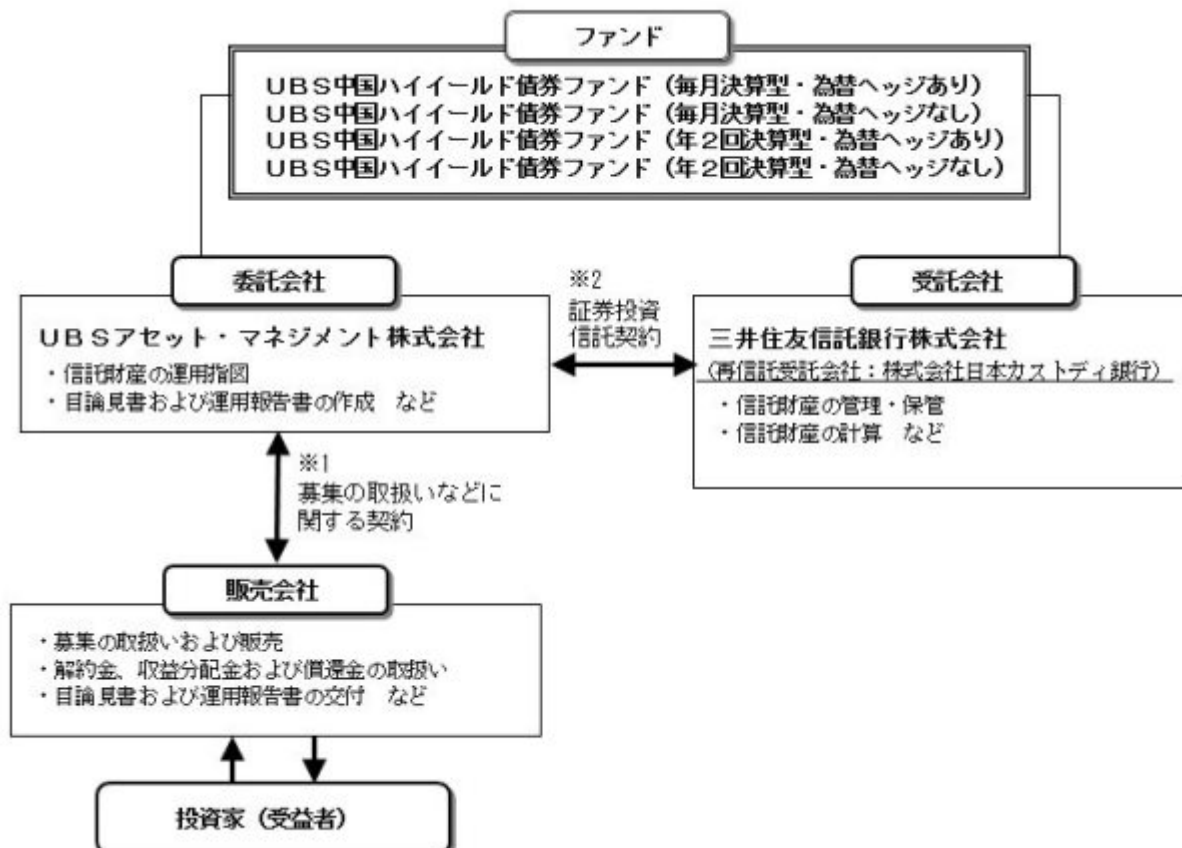 ファンド
UBS中国ハイイールド債券ファンド（毎月決算型・為替ヘッジあり）
UBS中国ハイイールド債券ファンド（毎月決算型・為替ヘッジなし）
UBS中国ハイイールド債券ファンド（年2回決算型・為替ヘッジあり）
UBS中国ハイイールド債券ファンド（年2回決算型・為替ヘッジなし）
委託会社
UBSアセット・マネジメント株式会社
・信託財産の運用指図
・目論見書および運用報告書の作成　など
※2
証券投資
信託契約
受託会社
三井住友信託銀行株式会社
（再信託受託会社：株式会社日本カストディ銀行）
・信託財産の管理・保管
・信託財産の計算　など
※1
募集の取扱いなどに
関する契約
販売会社
・募集の取扱いおよび販売
・解約金、収益分配金および償還金の取扱い
・目論見書および運用報告書の交付　など
投資家（受益者）